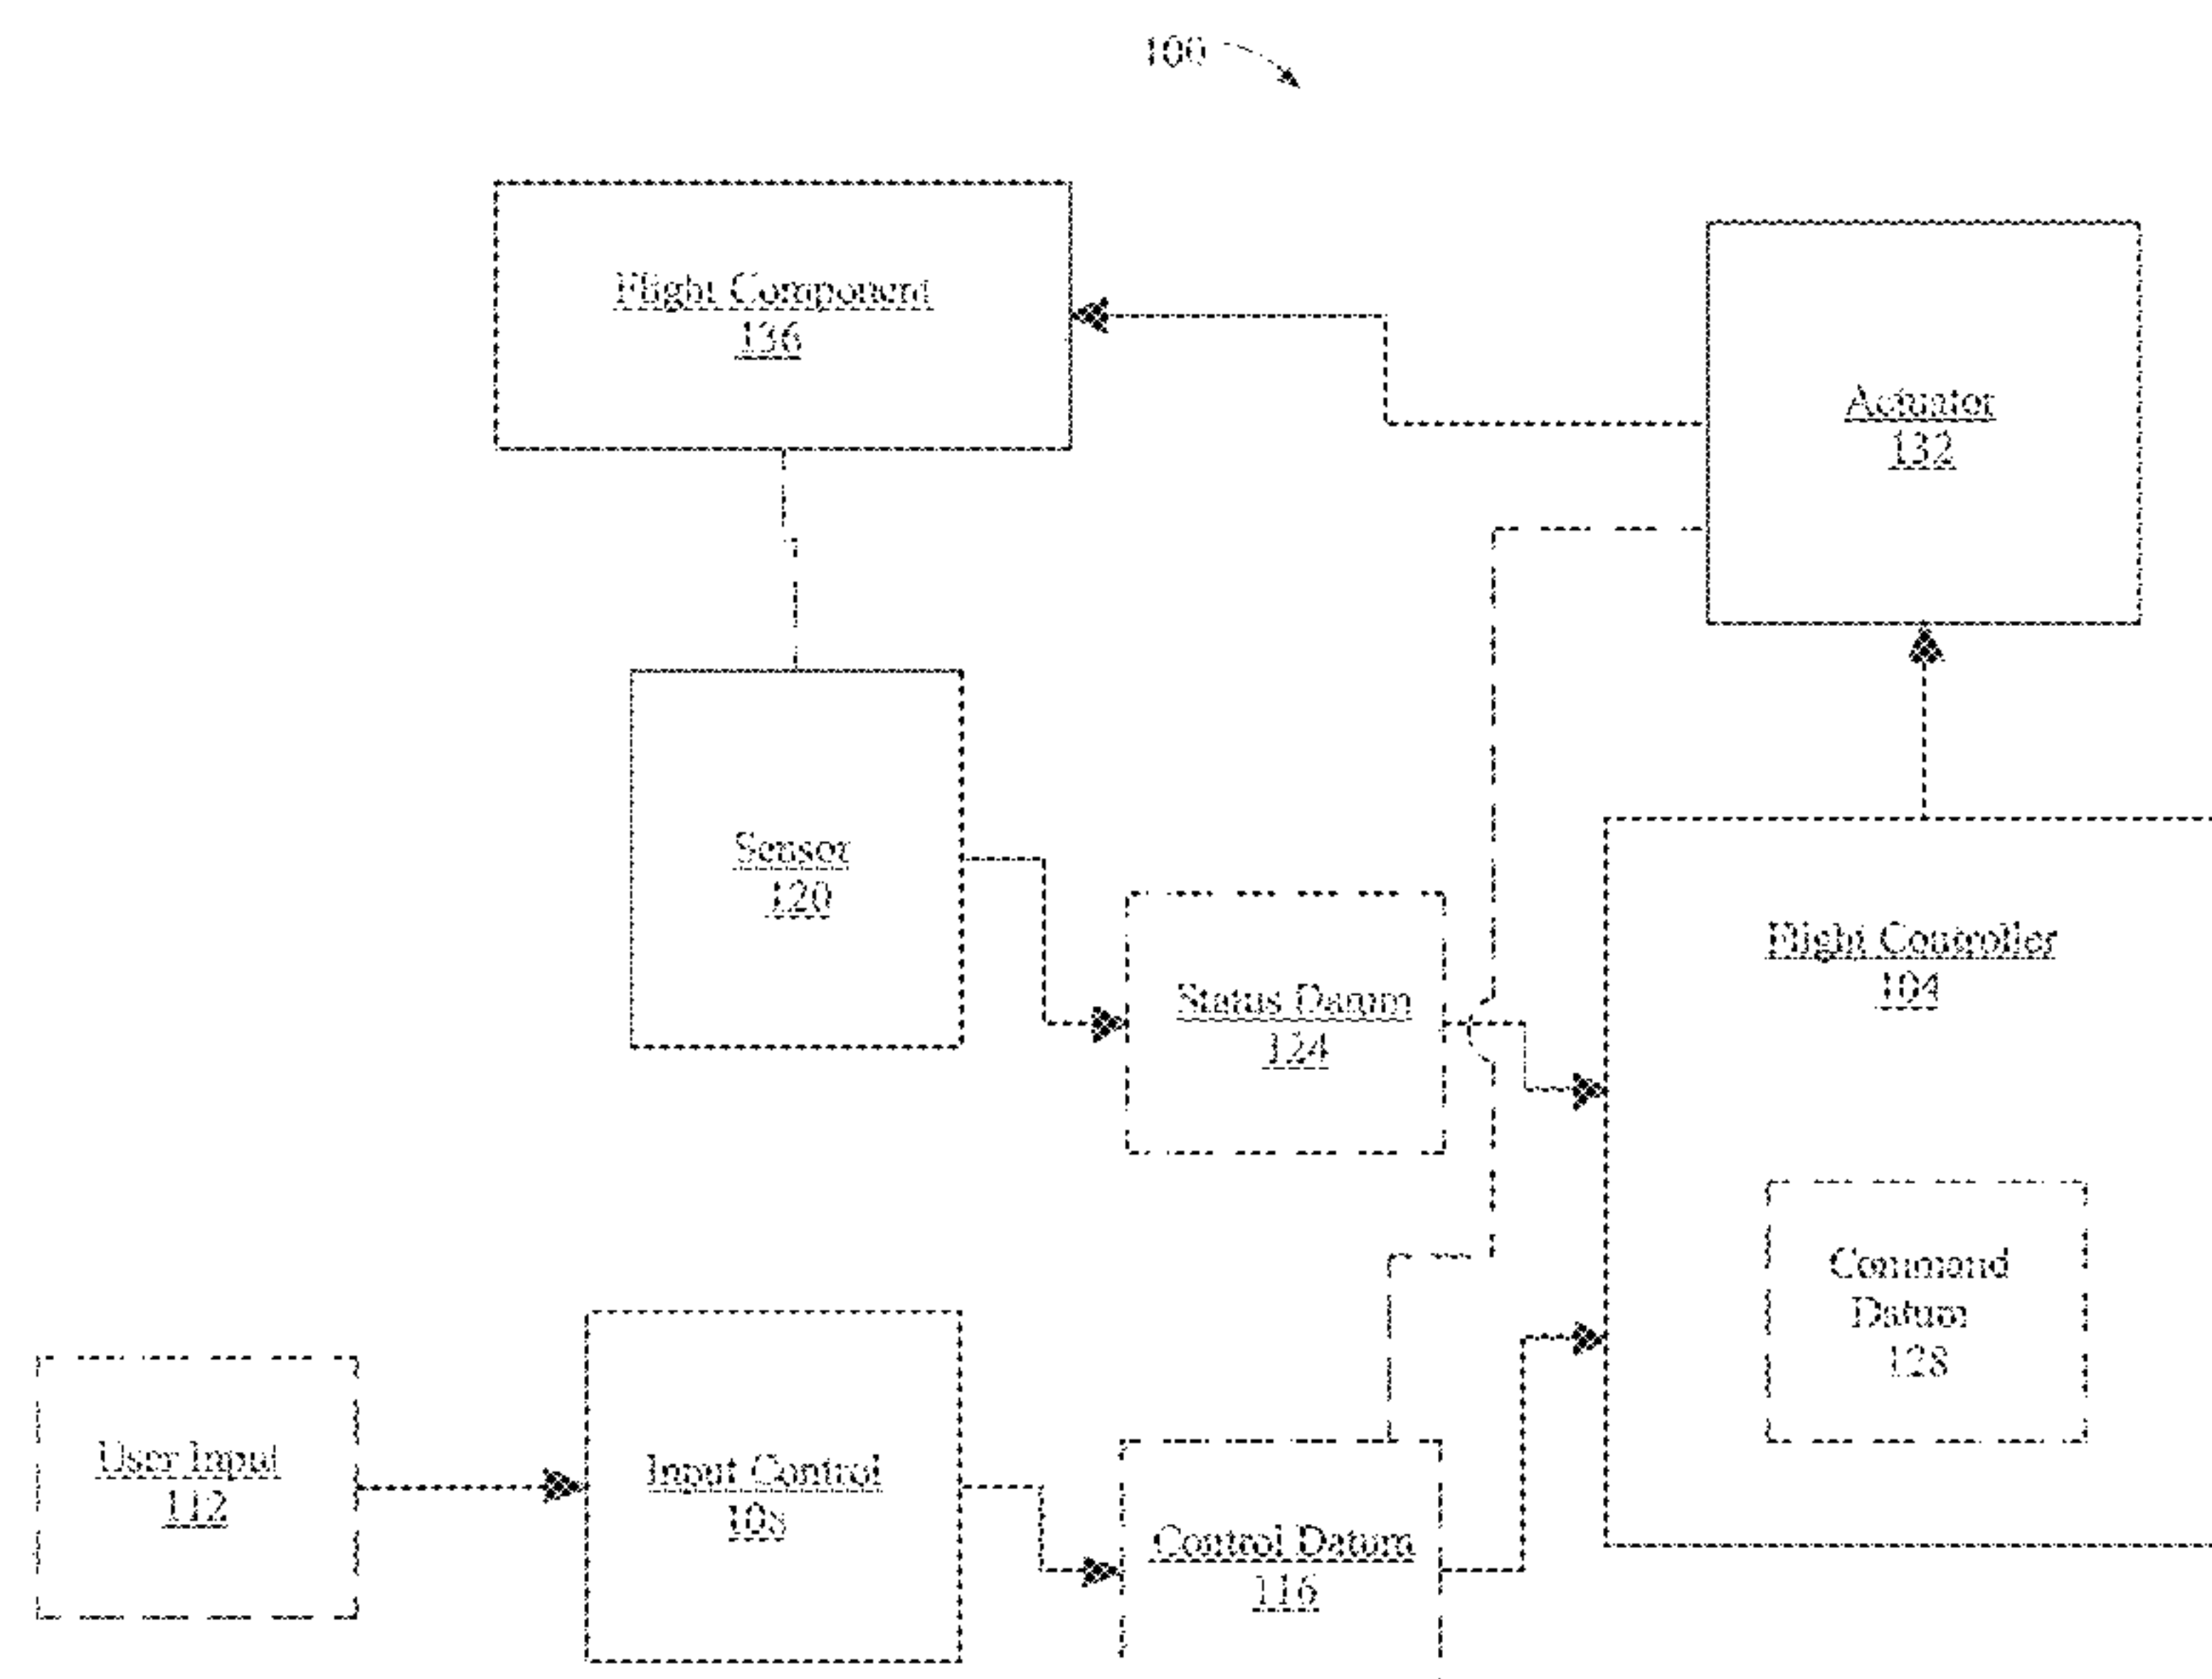 100
Flight Component
136
Actuator
132
Sensor
120
Status Datum
124
Flight Controller
104
Command
Datum
128
User Input
112
Input Control
108
Control Datum
116